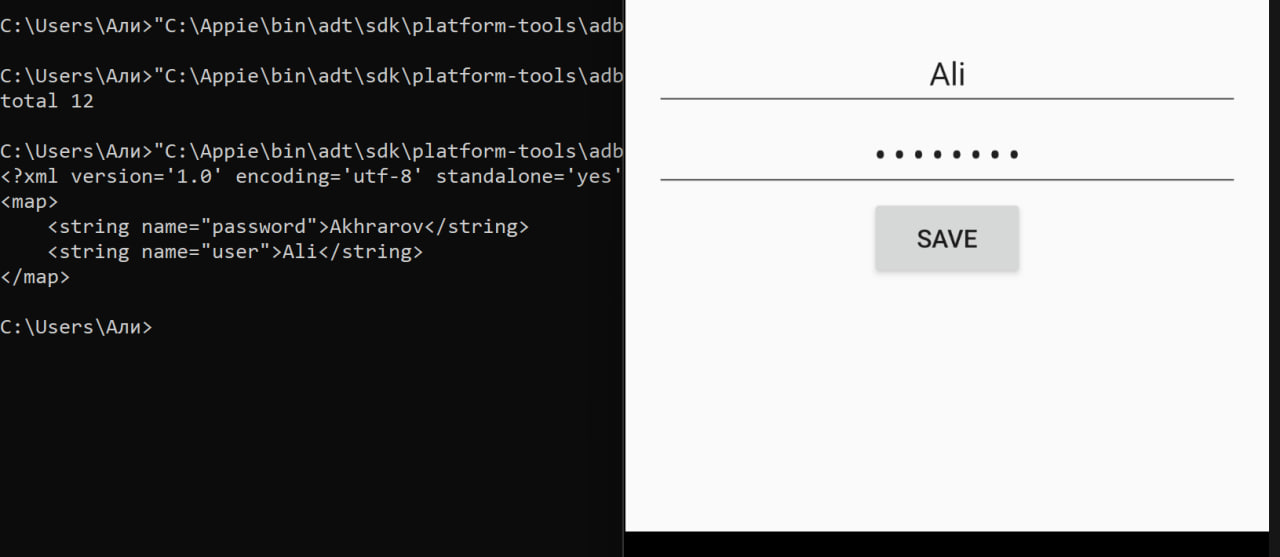 C:\Users\Али>"C:\Appie\bin\adt\sdk\platform-tools\adb
C:\Users\Али>"C:\Appie\bin\adt\sdk\platform-tools\adb
total 12
C:\Users\Али>"C:\Appie\bin\adt\sdk\platform-tools\adb
<?xml version='1.0' encoding='utf-8' standalone='yes'
<map>
    <string name="password">Akhrarov</string>
    <string name="user">Ali</string>
</map>
C:\Users\Али>
Ali
••••••••
SAVE